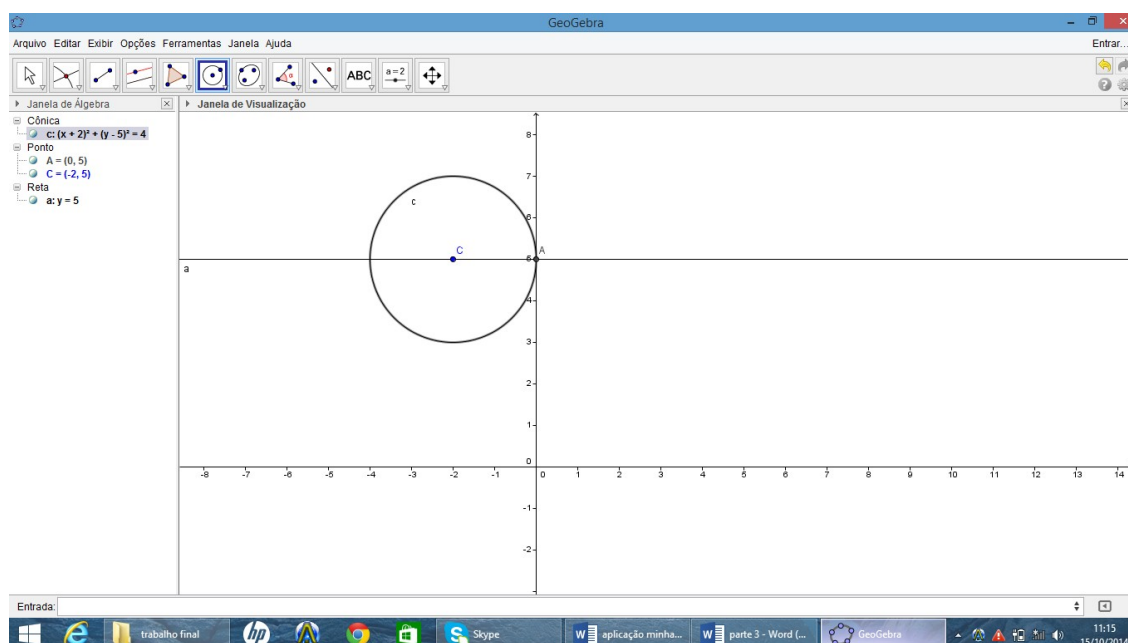 GeoGebra
Arquivo Editar Exibir Opções Ferramentas Janela Ajuda
Entrar...
ABC
a=2
Janela de Álgebra
Janela de Visualização
Cônica
c: (x + 2)² + (y - 5)² = 4
Ponto
A = (0, 5)
C = (-2, 5)
Reta
a: y = 5
8
7
c
6
C
5
A
a
4
3
2
1
0
-8 -7 -6 -5 -4 -3 -2 -1 0 1 2 3 4 5 6 7 8 9 10 11 12 13 14
-1
-2
Entrada:
trabalho final
hp
Skype
aplicação minha...
parte 3 - Word (...
GeoGebra
11:15